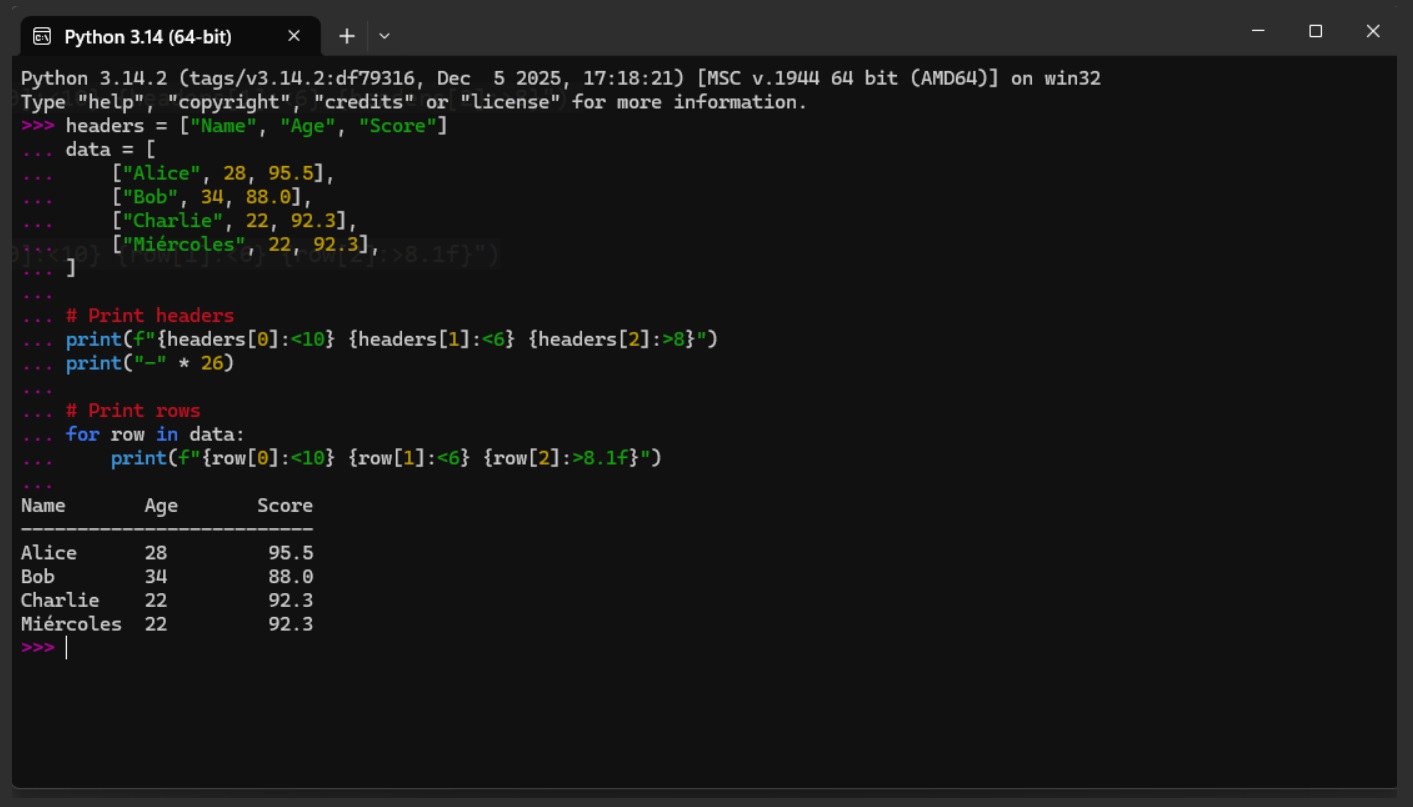 Python 3.14 (64-bit)
Python 3.14.2 (tags/v3.14.2:df79316, Dec  5 2025, 17:18:21) [MSC v.1944 64 bit (AMD64)] on win32
Type "help", "copyright", "credits" or "license" for more information.
>>> headers = ["Name", "Age", "Score"]
... data = [
...     ["Alice", 28, 95.5],
...     ["Bob", 34, 88.0],
...     ["Charlie", 22, 92.3],
...     ["Miércoles", 22, 92.3],
... ]
...
... # Print headers
... print(f"{headers[0]:<10} {headers[1]:<6} {headers[2]:>8}")
... print("-" * 26)
...
... # Print rows
... for row in data:
...     print(f"{row[0]:<10} {row[1]:<6} {row[2]:>8.1f}")
...
Name       Age       Score
--------------------------
Alice      28         95.5
Bob        34         88.0
Charlie    22         92.3
Miércoles  22         92.3
>>>